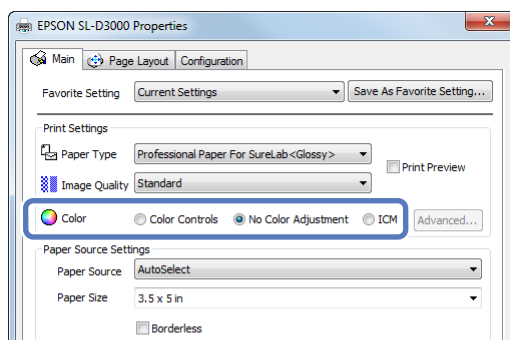 EPSON SL-D3000 Properties
Main Page Layout Configuration
Favorite Setting Current Settings Save As Favorite Setting...
Print Settings
Paper Type Professional Paper For SureLab<Glossy> Print Preview
Image Quality Standard
Color Color Controls No Color Adjustment ICM Advanced...
Paper Source Settings
Paper Source AutoSelect
Paper Size 3.5 x 5 in
Borderless